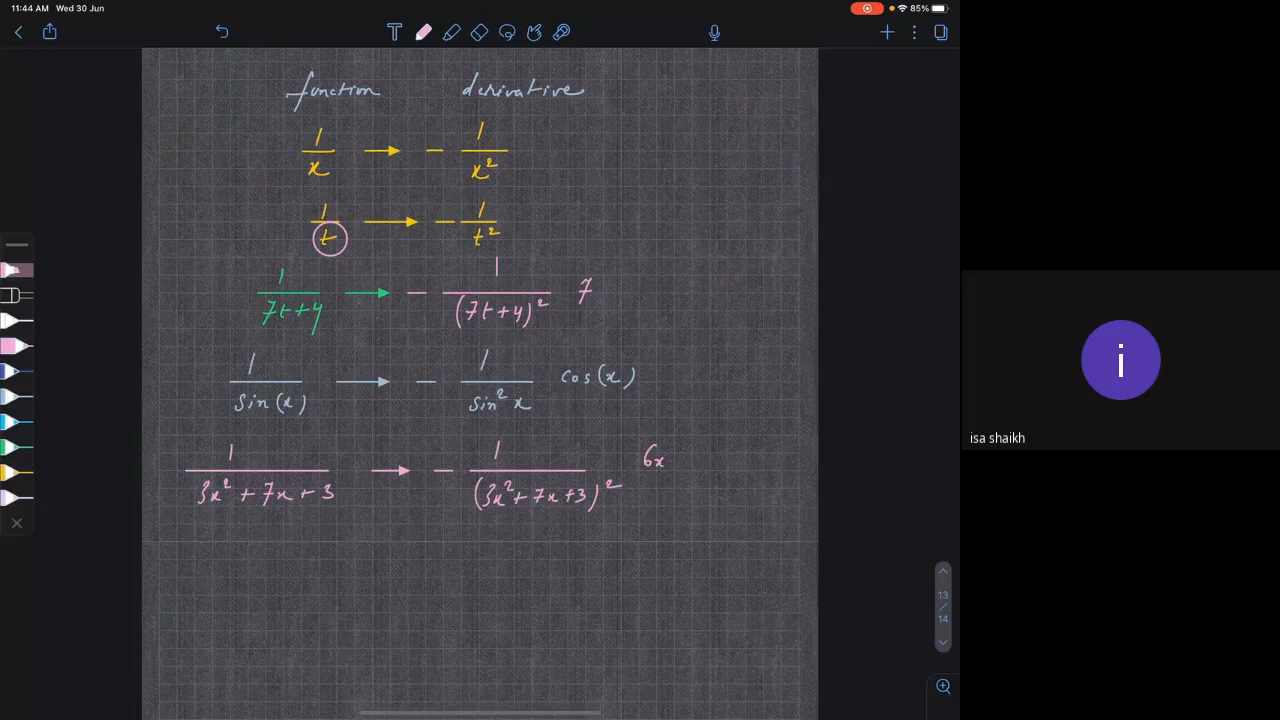 11:44 AM Wed 30 Jun 85%
function derivative
1/x → - 1/x²
1/t → - 1/t²
1/(7t+4) → - 1/(7t+4)² 7
1/sin(x) → - 1/sin²x cos(x)
1/(3x²+7x+3) → - 1/(3x²+7x+3)² 6x
13
/
14
i
isa shaikh